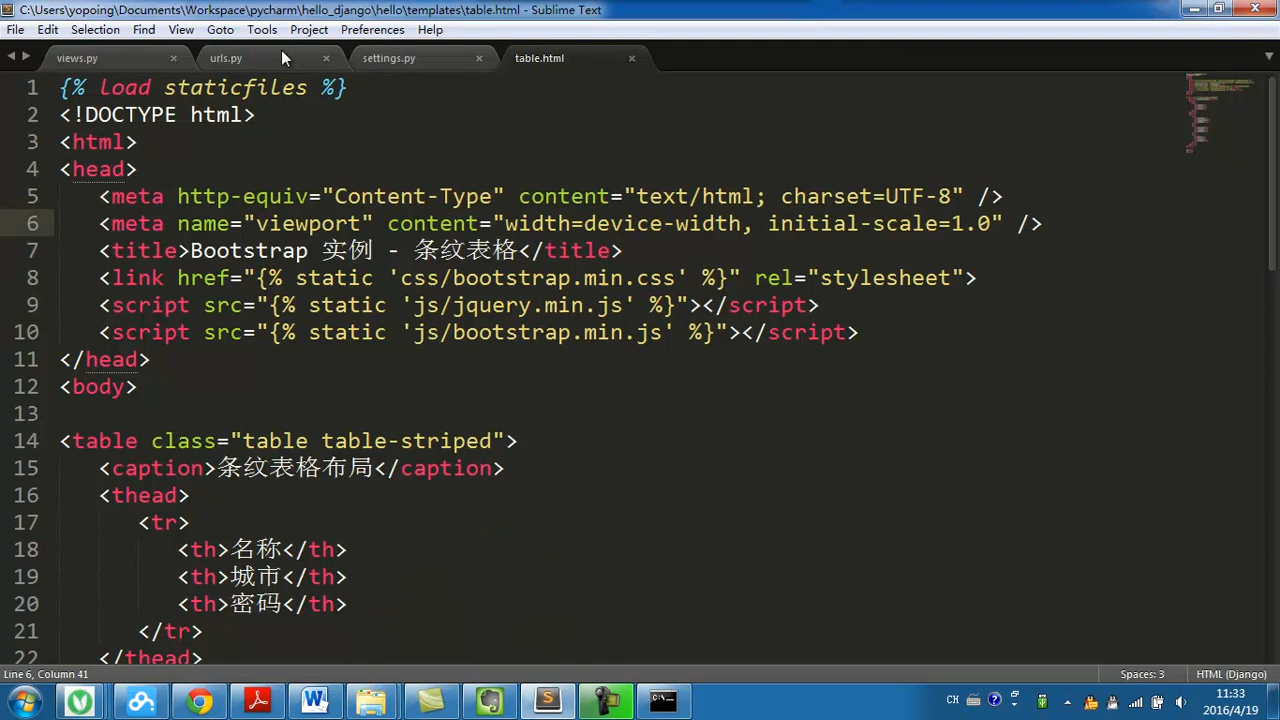 C:\Users\yopoing\Documents\Workspace\pycharm\hello_django\hello\templates\table.html - Sublime Text
File Edit Selection Find View Goto Tools Project Preferences Help
views.py urls.py settings.py table.html
1 {% load staticfiles %}
2 <!DOCTYPE html>
3 <html>
4 <head>
5 <meta http-equiv="Content-Type" content="text/html; charset=UTF-8" />
6 <meta name="viewport" content="width=device-width, initial-scale=1.0" />
7 <title>Bootstrap 实例 - 条纹表格</title>
8 <link href="{% static 'css/bootstrap.min.css' %}" rel="stylesheet">
9 <script src="{% static 'js/jquery.min.js' %}"></script>
10 <script src="{% static 'js/bootstrap.min.js' %}"></script>
11 </head>
12 <body>
13
14 <table class="table table-striped">
15 <caption>条纹表格布局</caption>
16 <thead>
17 <tr>
18 <th>名称</th>
19 <th>城市</th>
20 <th>密码</th>
21 </tr>
22 </thead>
Line 6, Column 41 Spaces: 3 HTML (Django)
CH 11:33
2016/4/19